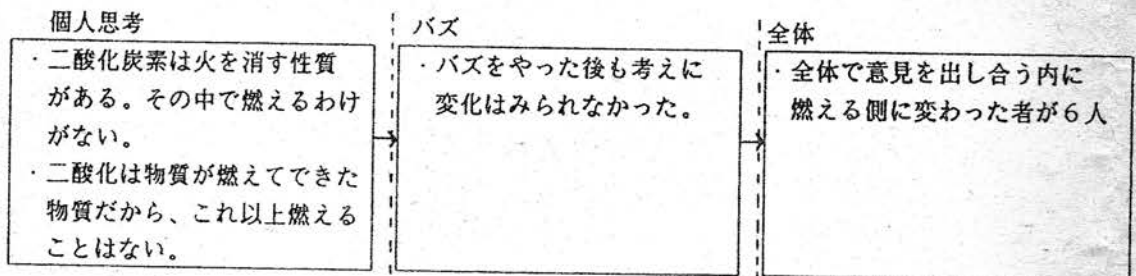 個人思考
・二酸化炭素は火を消す性質
がある。その中で燃えるわけ
がない。
・二酸化は物質が燃えてできた
物質だから、これ以上燃える
ことはない。
バズ
・バズをやった後も考えに
変化はみられなかった。
全体
・全体で意見を出し合う内に
燃える側に変わった者が6人